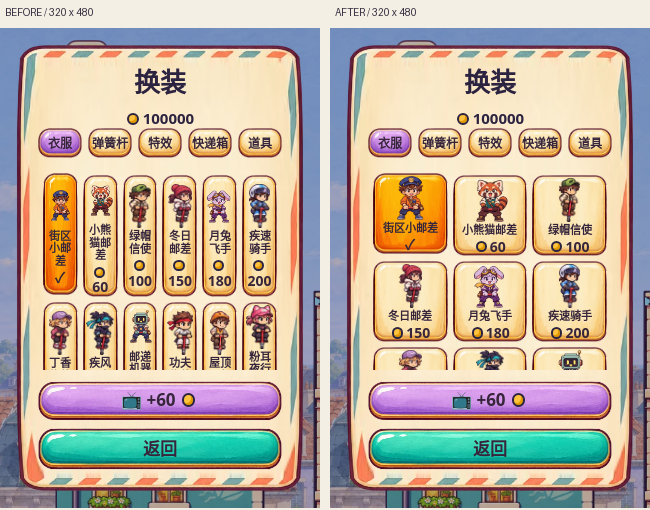 BEFORE / 320 x 480
换装
100000
衣服 弹簧杆 特效 快递箱 道具
街区小邮差 ✓
小熊猫邮差 60
绿帽信使 100
冬日邮差 150
月兔飞手 180
疾速骑手 200
丁香
疾风
邮递机器
功夫
屋顶
粉耳夜行
+60
返回
AFTER / 320 x 480
换装
100000
衣服 弹簧杆 特效 快递箱 道具
街区小邮差 ✓
小熊猫邮差 60
绿帽信使 100
冬日邮差 150
月兔飞手 180
疾速骑手 200
+60
返回